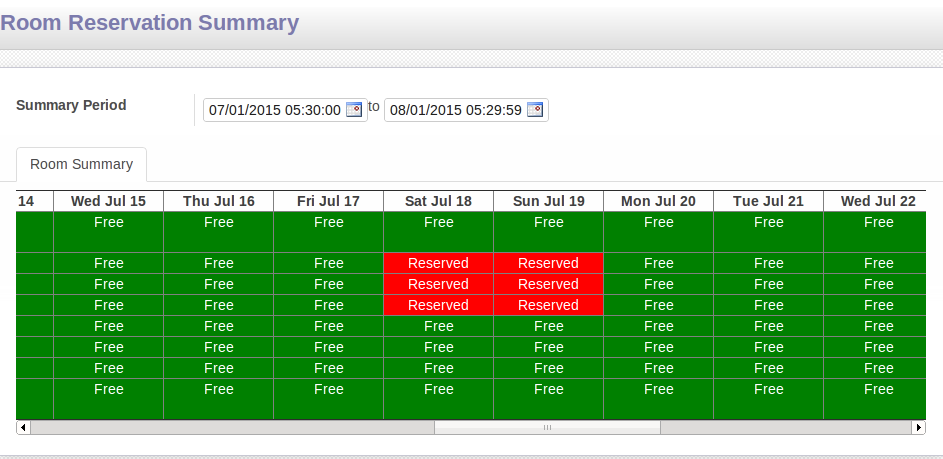 Room Reservation Summary
Summary Period 07/01/2015 05:30:00 to 08/01/2015 05:29:59
Room Summary
14 Wed Jul 15 Thu Jul 16 Fri Jul 17 Sat Jul 18 Sun Jul 19 Mon Jul 20 Tue Jul 21 Wed Jul 22
Free Free Free Free Free Free Free Free
Free Free Free Reserved Reserved Free Free Free
Free Free Free Reserved Reserved Free Free Free
Free Free Free Reserved Reserved Free Free Free
Free Free Free Free Free Free Free Free
Free Free Free Free Free Free Free Free
Free Free Free Free Free Free Free Free
Free Free Free Free Free Free Free Free